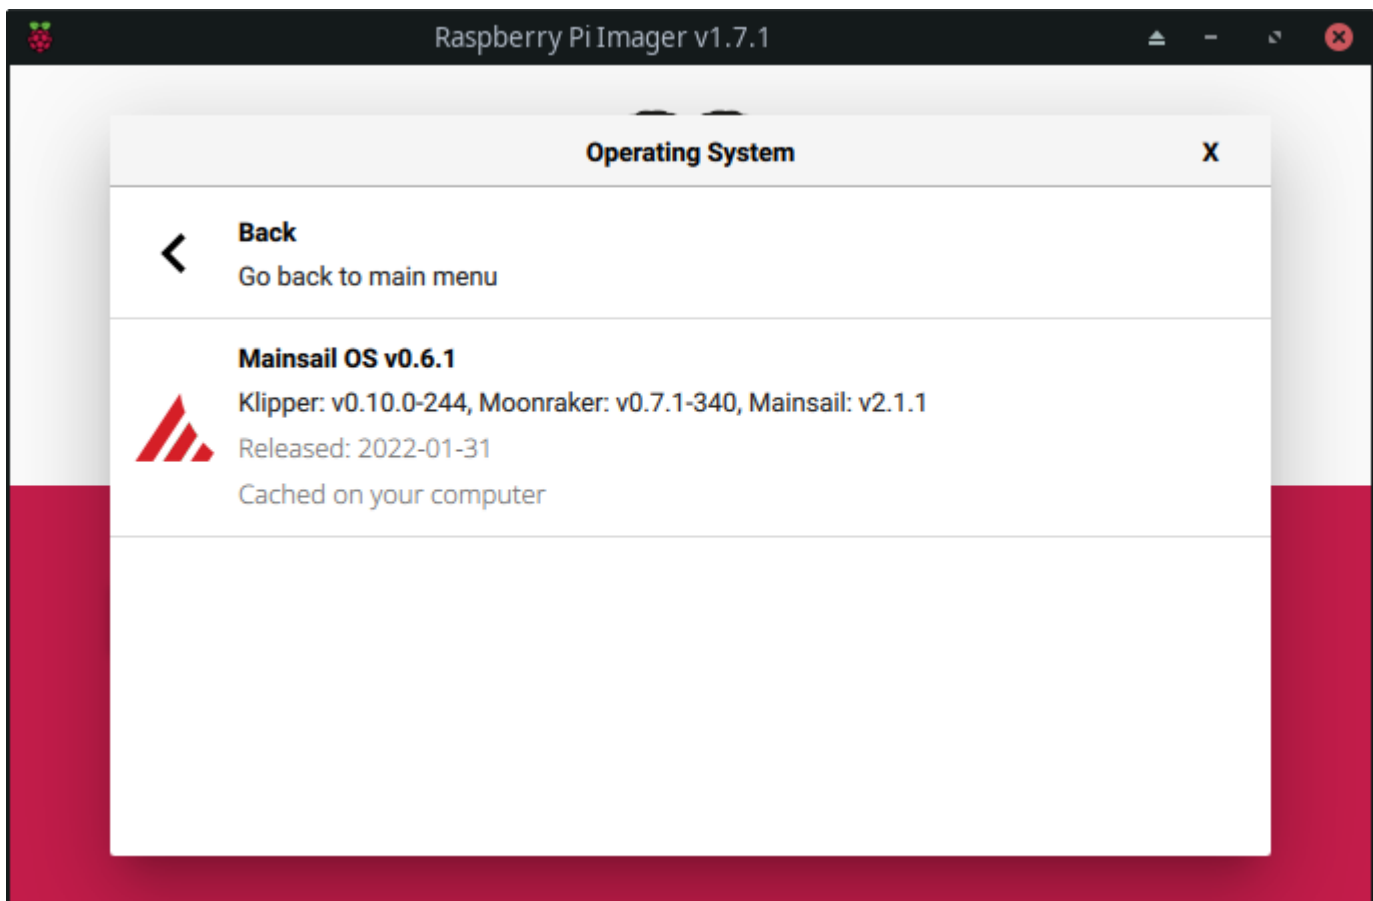 Raspberry Pi Imager v1.7.1
Operating System
X
Back
Go back to main menu
Mainsail OS v0.6.1
Klipper: v0.10.0-244, Moonraker: v0.7.1-340, Mainsail: v2.1.1
Released: 2022-01-31
Cached on your computer